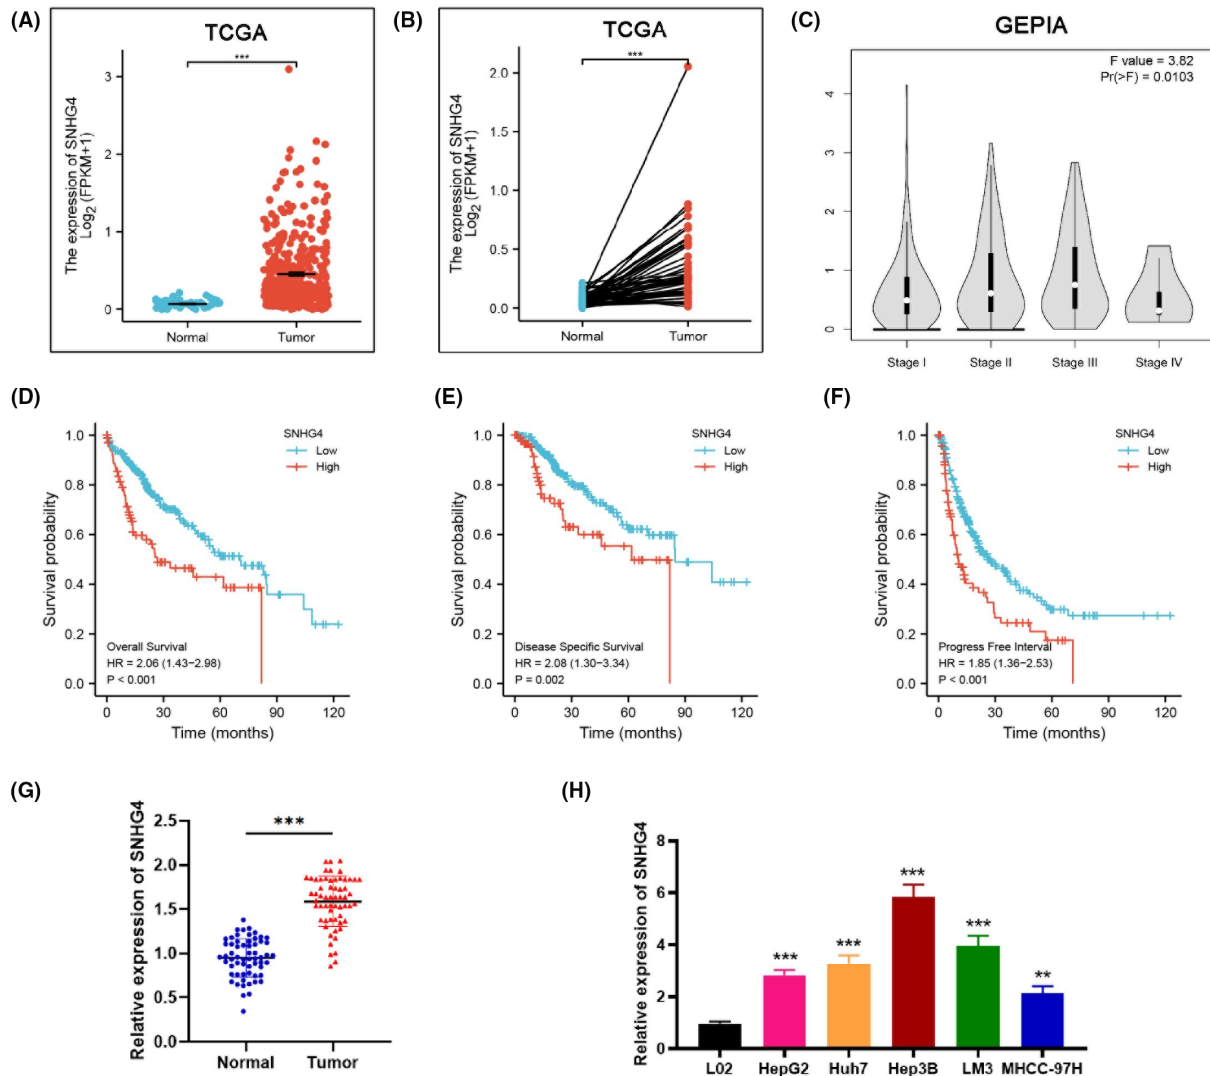 (A)
TCGA
***
The expression of SNHG4
Log2 (FPKM+1)
3
2
1
0
Normal
Tumor
(B)
TCGA
***
The expression of SNHG4
Log2 (FPKM+1)
2.0
1.5
1.0
0.5
0.0
Normal
Tumor
(C)
GEPIA
F value = 3.82
Pr(>F) = 0.0103
4
3
2
1
0
Stage I
Stage II
Stage III
Stage IV
(D)
SNHG4
Low
High
Survival probability
1.0
0.8
0.6
0.4
0.2
0.0
Overall Survival
HR = 2.06 (1.43−2.98)
P < 0.001
0
30
60
90
120
Time (months)
(E)
SNHG4
Low
High
Survival probability
1.0
0.8
0.6
0.4
0.2
0.0
Disease Specific Survival
HR = 2.08 (1.30−3.34)
P = 0.002
0
30
60
90
120
Time (months)
(F)
SNHG4
Low
High
Survival probability
1.0
0.8
0.6
0.4
0.2
0.0
Progress Free Interval
HR = 1.85 (1.36−2.53)
P < 0.001
0
30
60
90
120
Time (months)
(G)
Relative expression of SNHG4
2.5
2.0
1.5
1.0
0.5
0.0
***
Normal
Tumor
(H)
Relative expression of SNHG4
8
6
4
2
0
***
***
***
***
**
L02
HepG2
Huh7
Hep3B
LM3
MHCC-97H